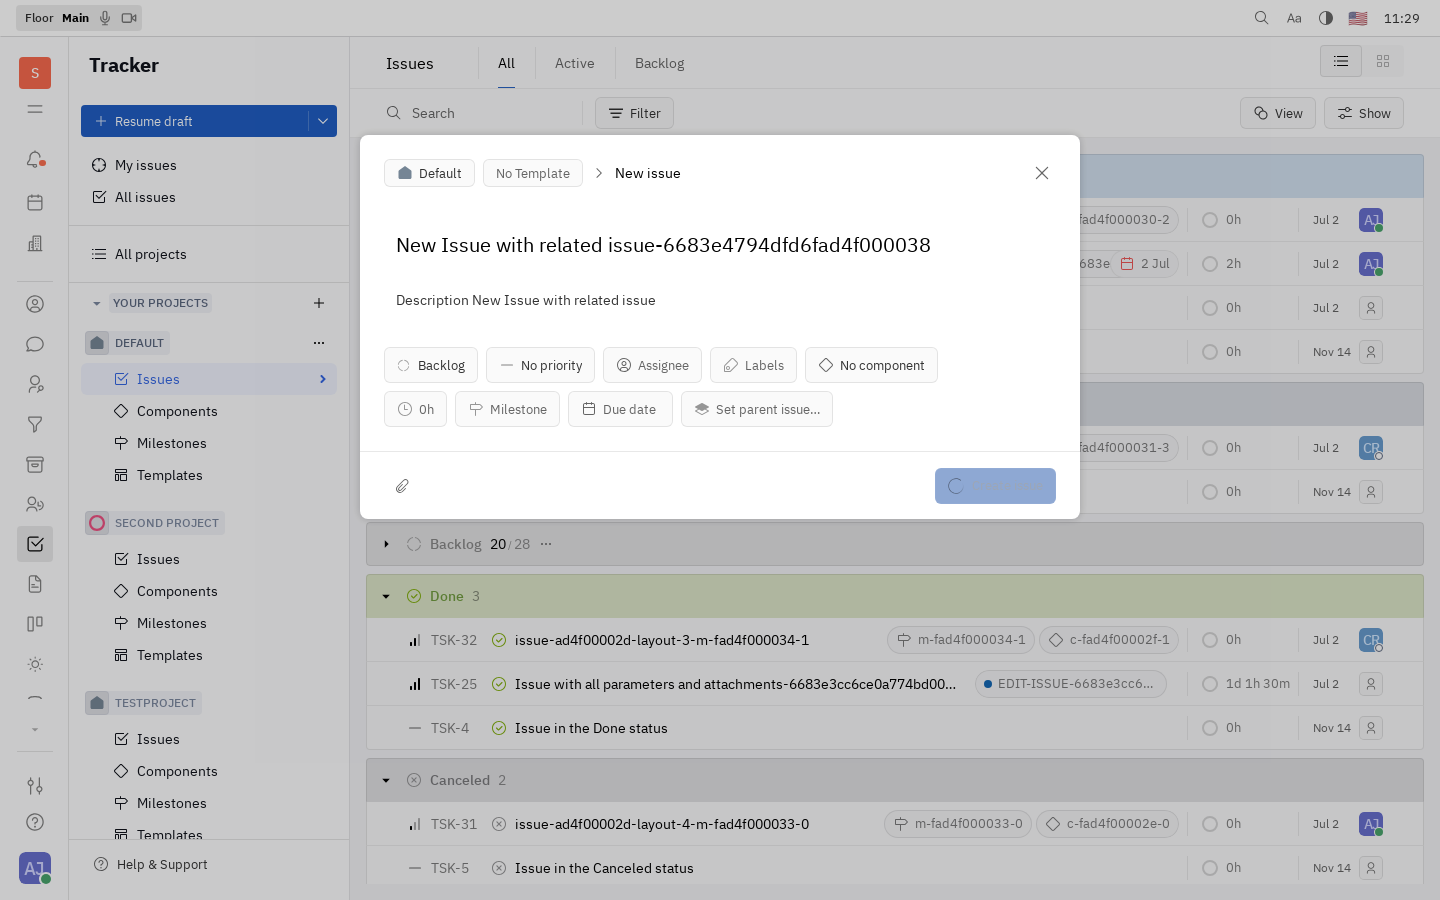 Floor Main
Aa
11:29
S
Tracker
Resume draft
My issues
All issues
All projects
YOUR PROJECTS
DEFAULT
Issues
Components
Milestones
Templates
SECOND PROJECT
Issues
Components
Milestones
Templates
TESTPROJECT
Issues
Components
Milestones
Templates
Help & Support
AJ
Issues All Active Backlog
Search Filter View Show
Default No Template New issue
New Issue with related issue-6683e4794dfd6fad4f000038
Description New Issue with related issue
Backlog No priority Assignee Labels No component
0h Milestone Due date Set parent issue...
fad4f000030-2 0h Jul 2 AJ
683e 2 Jul 2h Jul 2 AJ
0h Jul 2
0h Nov 14
fad4f000031-3 0h Jul 2 CR
0h Nov 14
Backlog 20/28
Done 3
TSK-32 issue-ad4f00002d-layout-3-m-fad4f000034-1 m-fad4f000034-1 c-fad4f00002f-1 0h Jul 2 CR
TSK-25 Issue with all parameters and attachments-6683e3cc6ce0a774bd00... EDIT-ISSUE-6683e3cc6... 1d 1h 30m Jul 2
TSK-4 Issue in the Done status 0h Nov 14
Canceled 2
TSK-31 issue-ad4f00002d-layout-4-m-fad4f000033-0 m-fad4f000033-0 c-fad4f00002e-0 0h Jul 2 AJ
TSK-5 Issue in the Canceled status 0h Nov 14